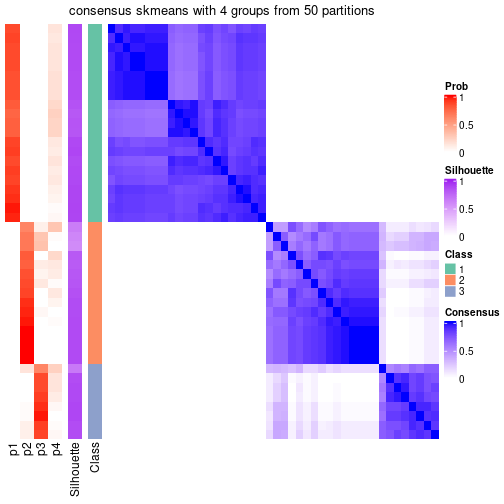 consensus skmeans with 4 groups from 50 partitions
Prob
1
0.5
0
Silhouette
1
0.5
0
Class
1
2
3
Consensus
1
0.5
0
p1
p2
p3
p4
Silhouette
Class